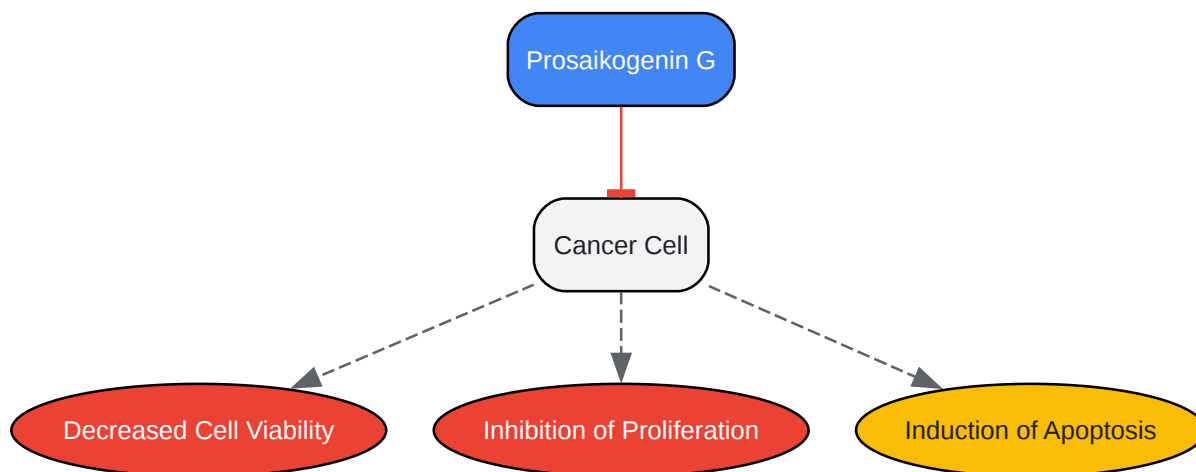 Prosaikogenin G
Cancer Cell
Decreased Cell Viability
Inhibition of Proliferation
Induction of Apoptosis